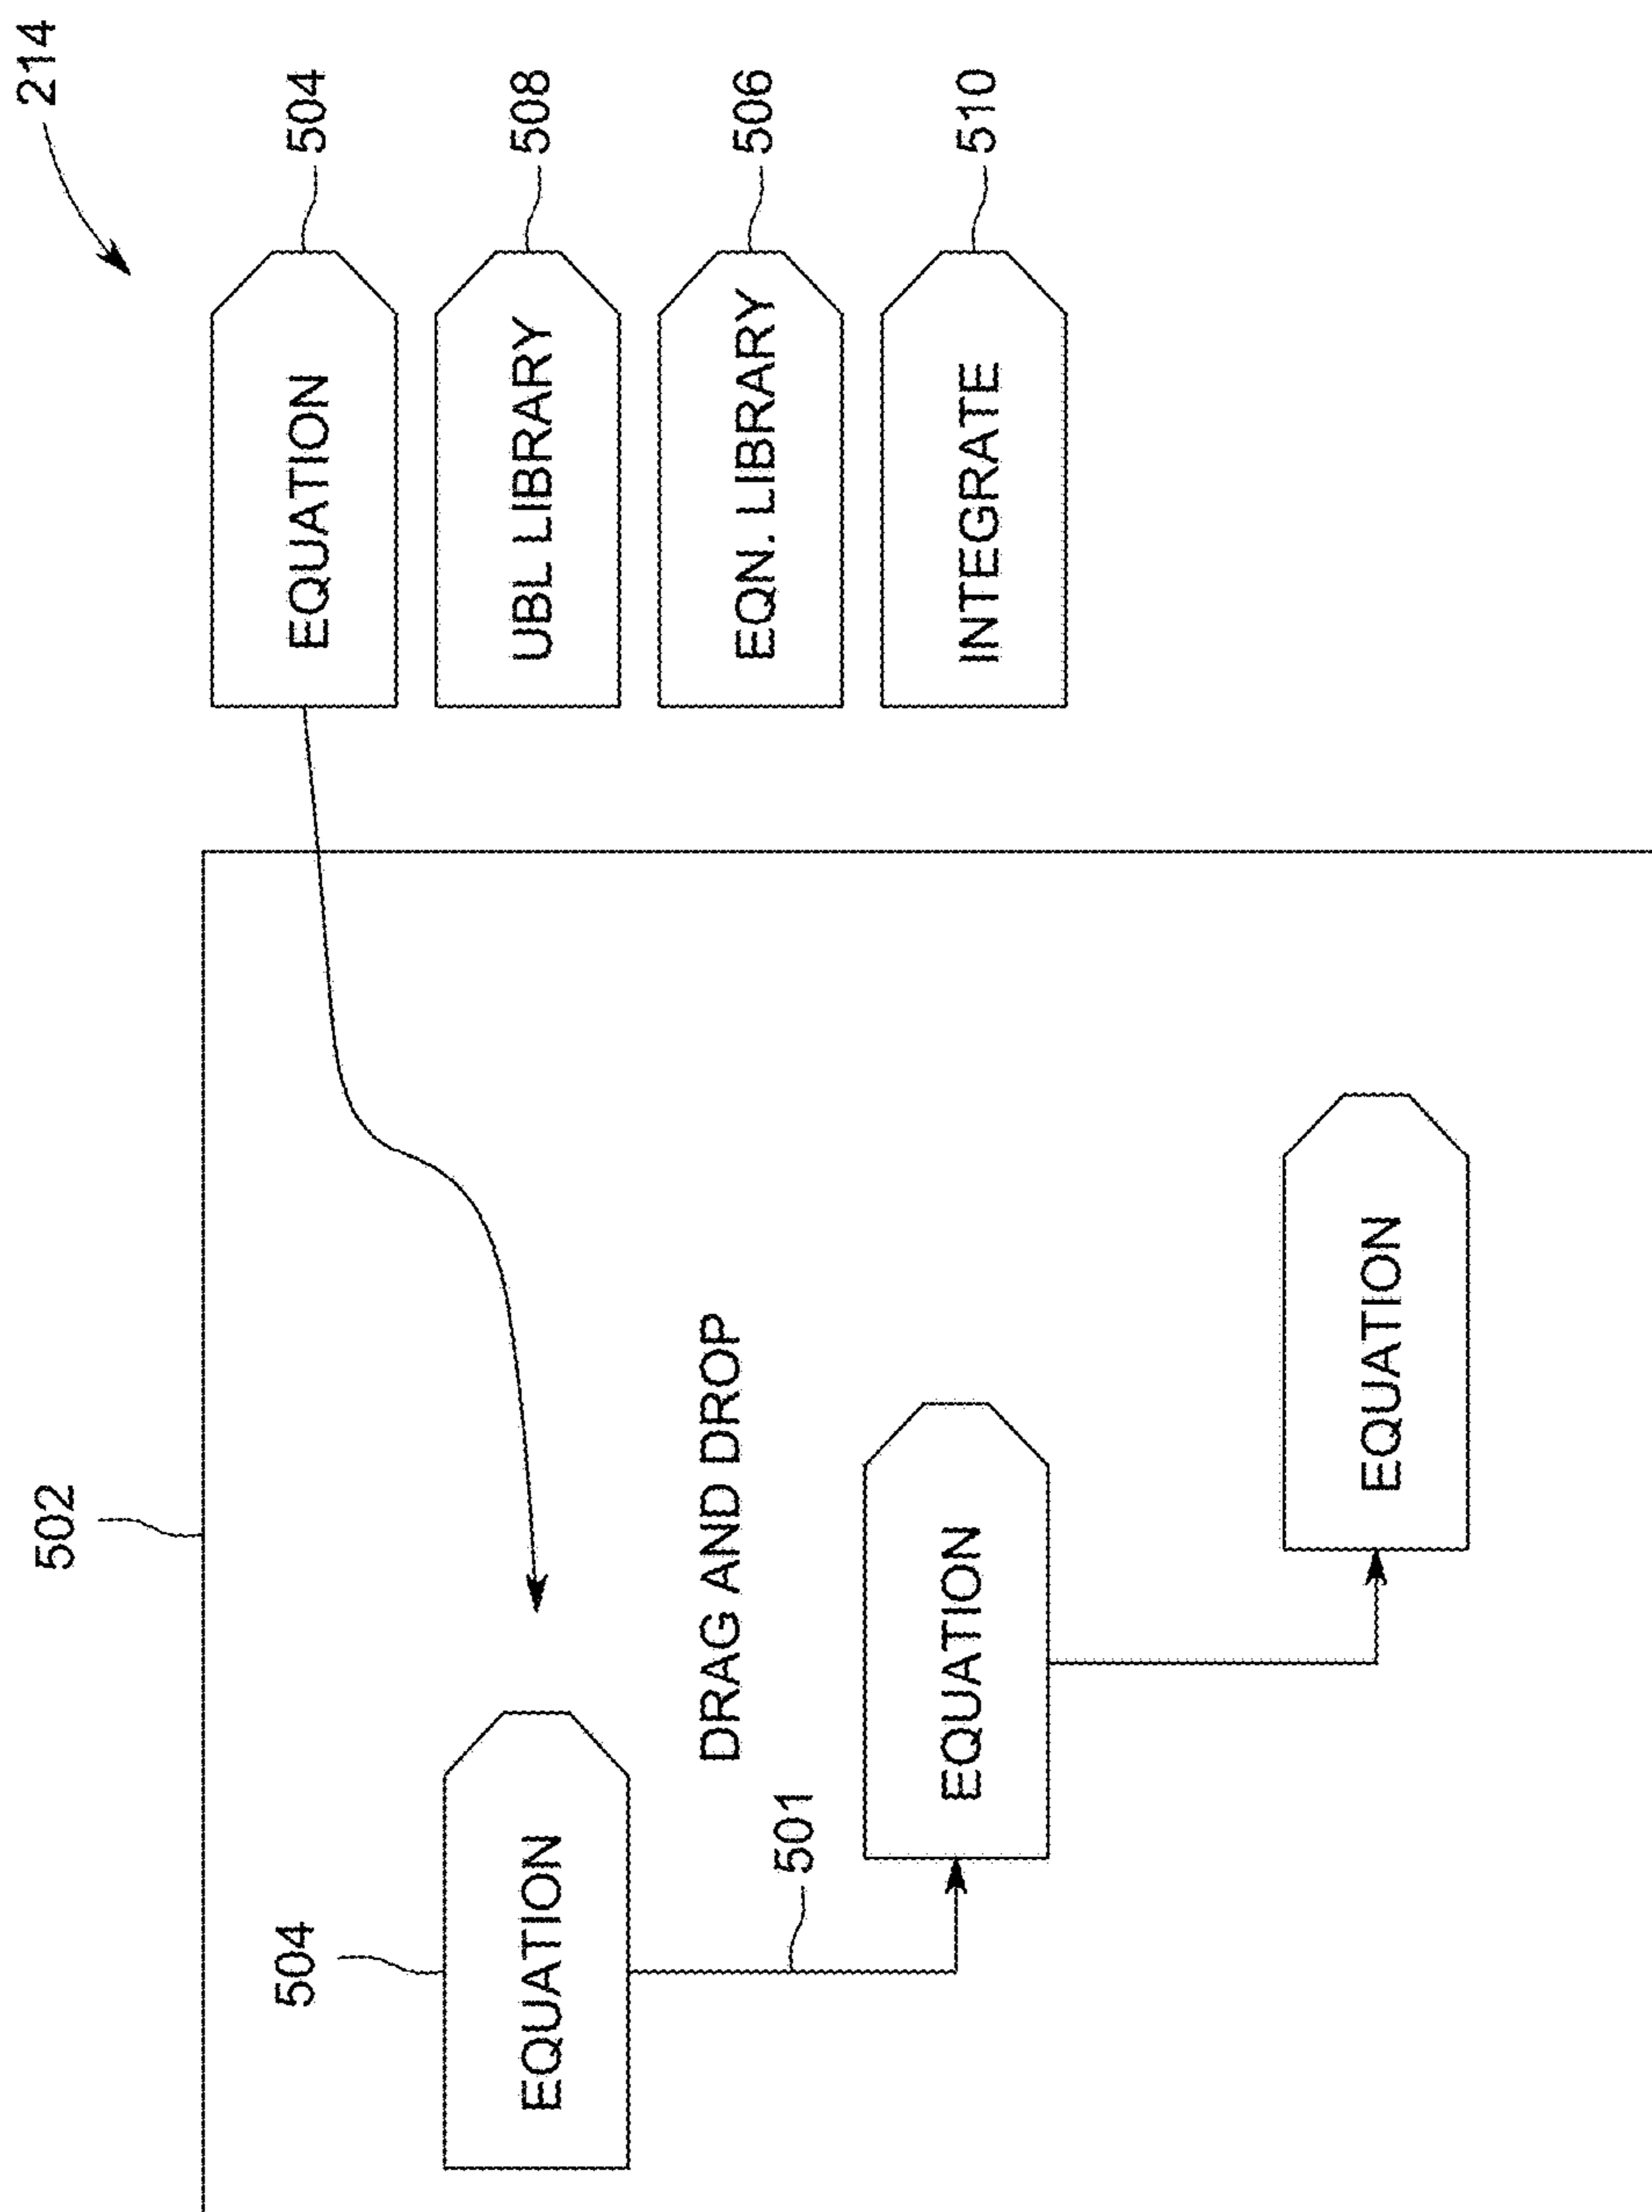 502
214
504
EQUATION
504
EQUATION
UBL LIBRARY
508
DRAG AND DROP
EQN. LIBRARY
506
501
EQUATION
INTEGRATE
510
EQUATION